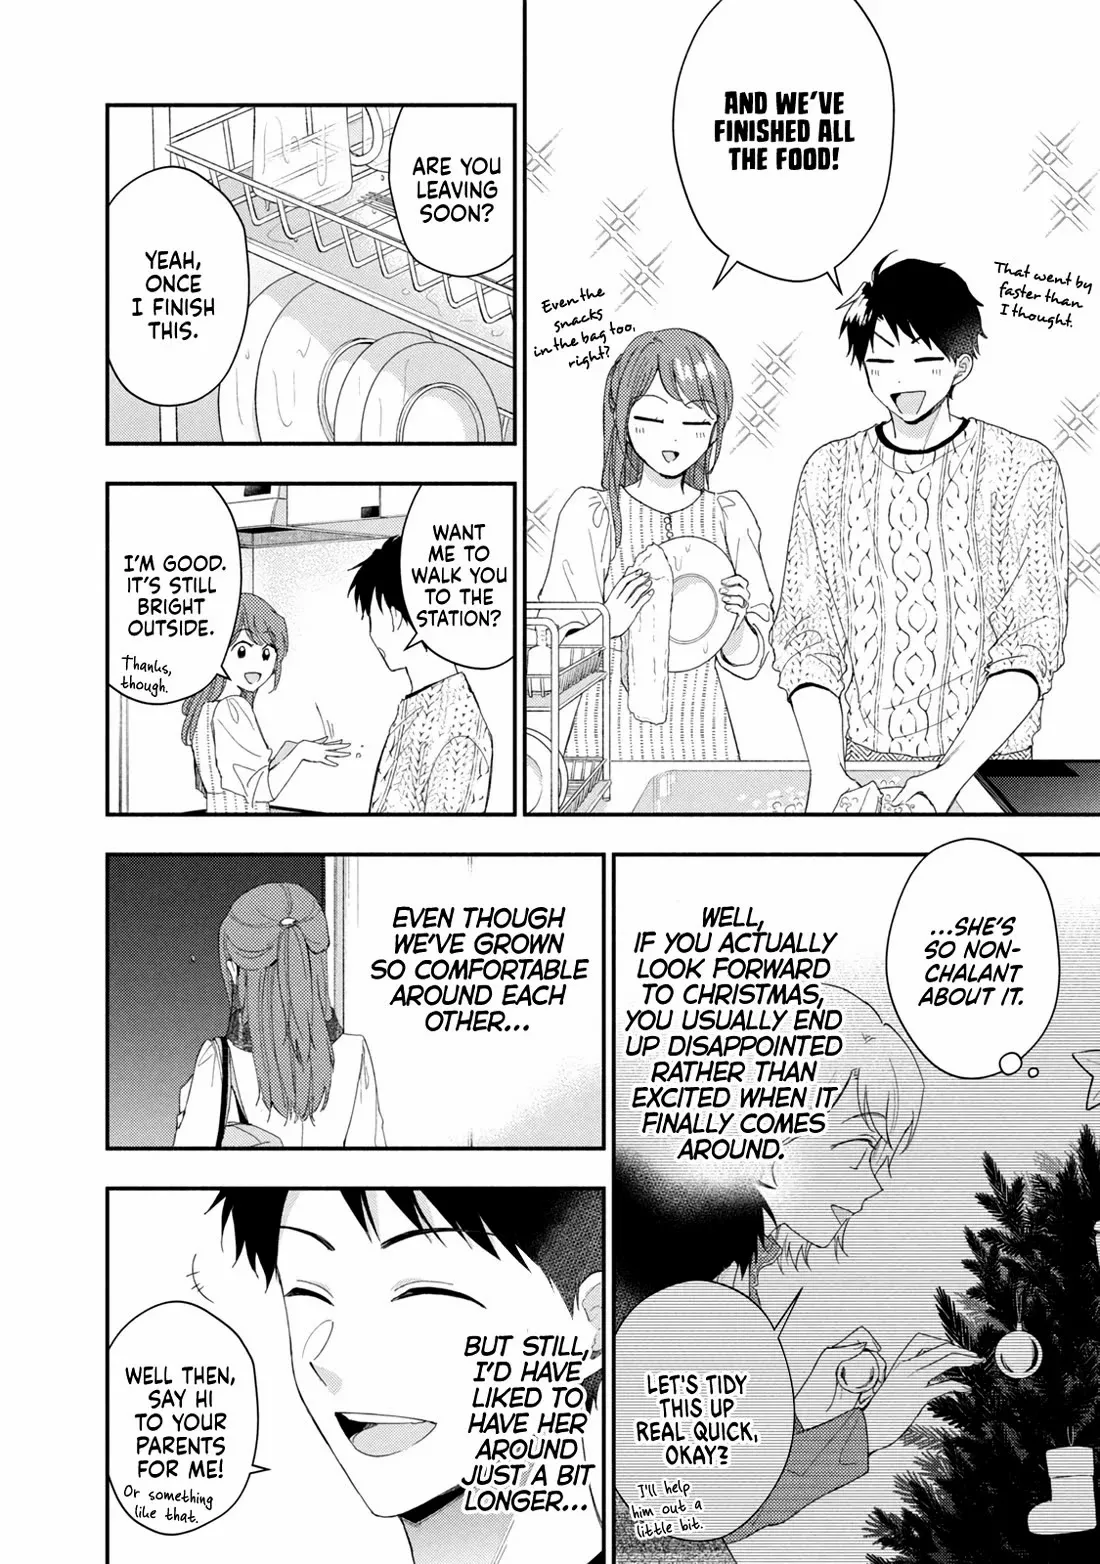 AND WE'VE
FINISHED ALL
THE FOOD!
That went by
faster than
I thought.
Even the
snacks
in the bag too,
right?
ARE YOU
LEAVING
SOON?
YEAH,
ONCE
I FINISH
THIS.
WANT
ME TO
WALK YOU
TO THE
STATION?
I'M GOOD.
IT'S STILL
BRIGHT
OUTSIDE.
Thanks,
though.
...SHE'S
SO NON-
CHALANT
ABOUT IT.
WELL,
IF YOU ACTUALLY
LOOK FORWARD
TO CHRISTMAS,
YOU USUALLY END
UP DISAPPOINTED
RATHER THAN
EXCITED WHEN IT
FINALLY COMES
AROUND.
LET'S TIDY
THIS UP
REAL QUICK,
OKAY?
I'll help
him out a
little bit.
EVEN THOUGH
WE'VE GROWN
SO COMFORTABLE
AROUND EACH
OTHER...
BUT STILL,
I'D HAVE
LIKED TO
HAVE HER
AROUND
JUST A BIT
LONGER...
WELL THEN,
SAY HI
TO YOUR
PARENTS
FOR ME!
Or something
like that.